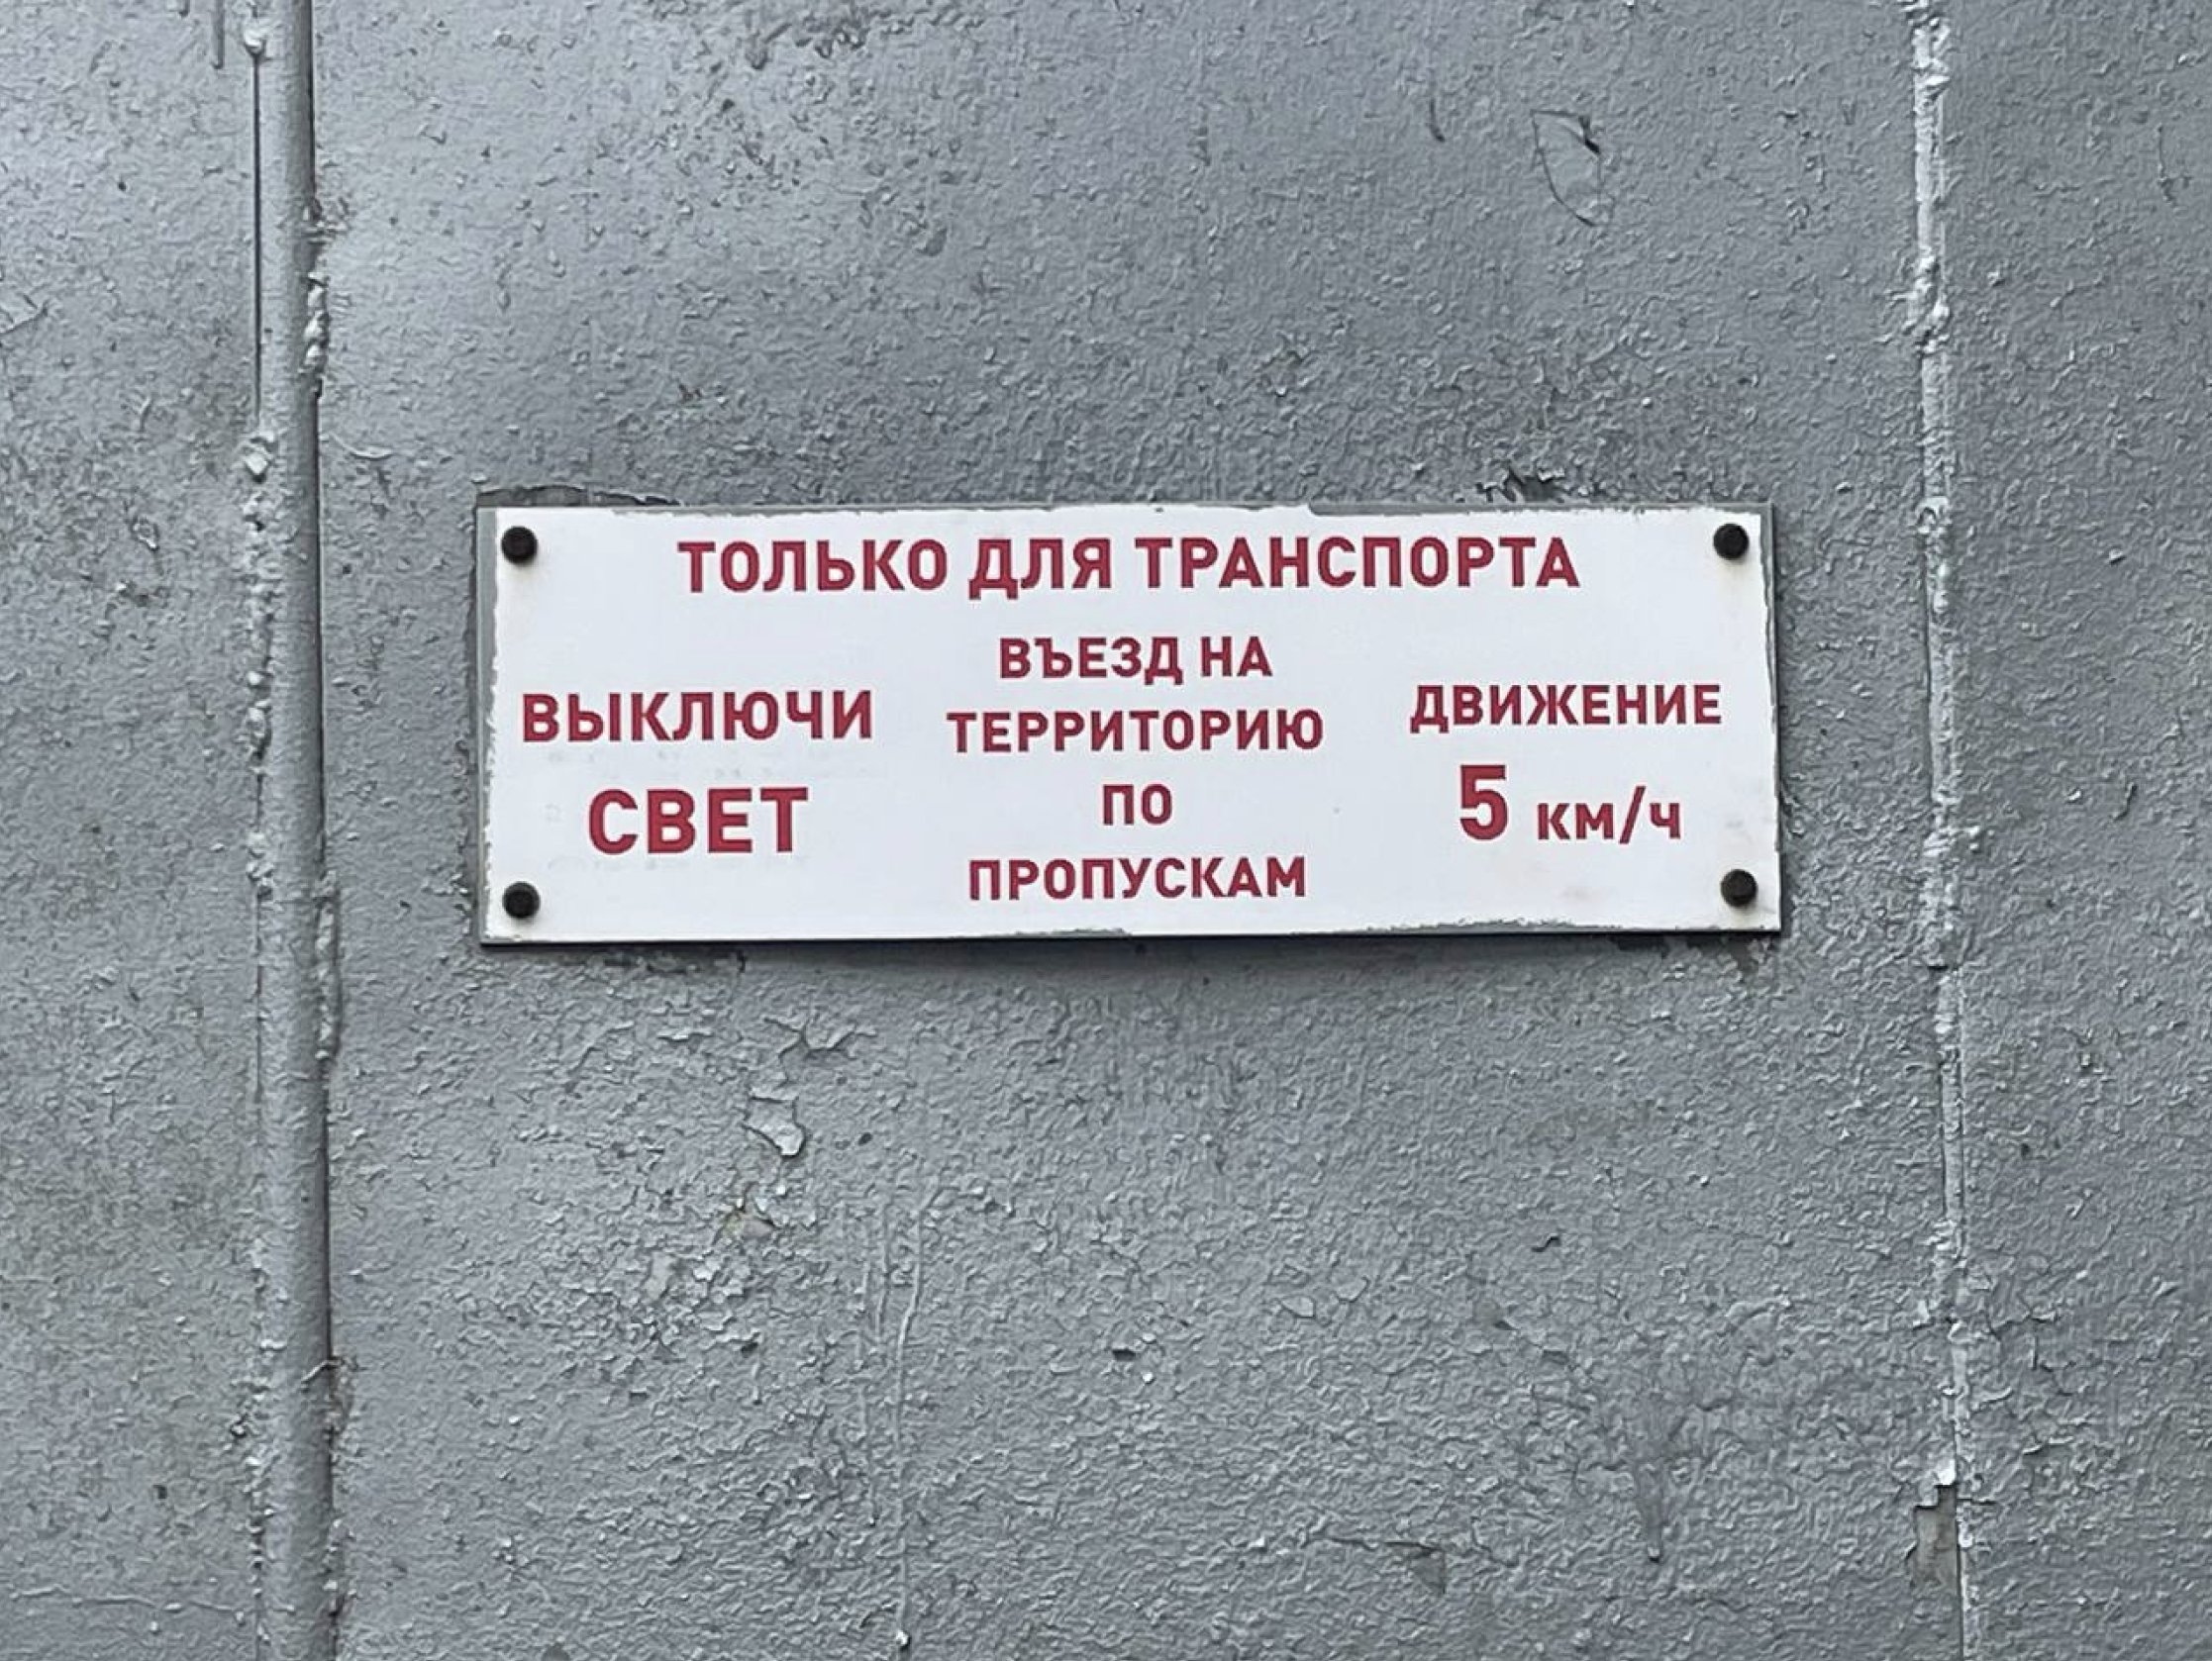 ТОЛЬКО ДЛЯ ТРАНСПОРТА
ВЫКЛЮЧИ
СВЕТ
ВЪЕЗД НА
ТЕРРИТОРИЮ
ПО
ПРОПУСКАМ
ДВИЖЕНИЕ
5 км/ч